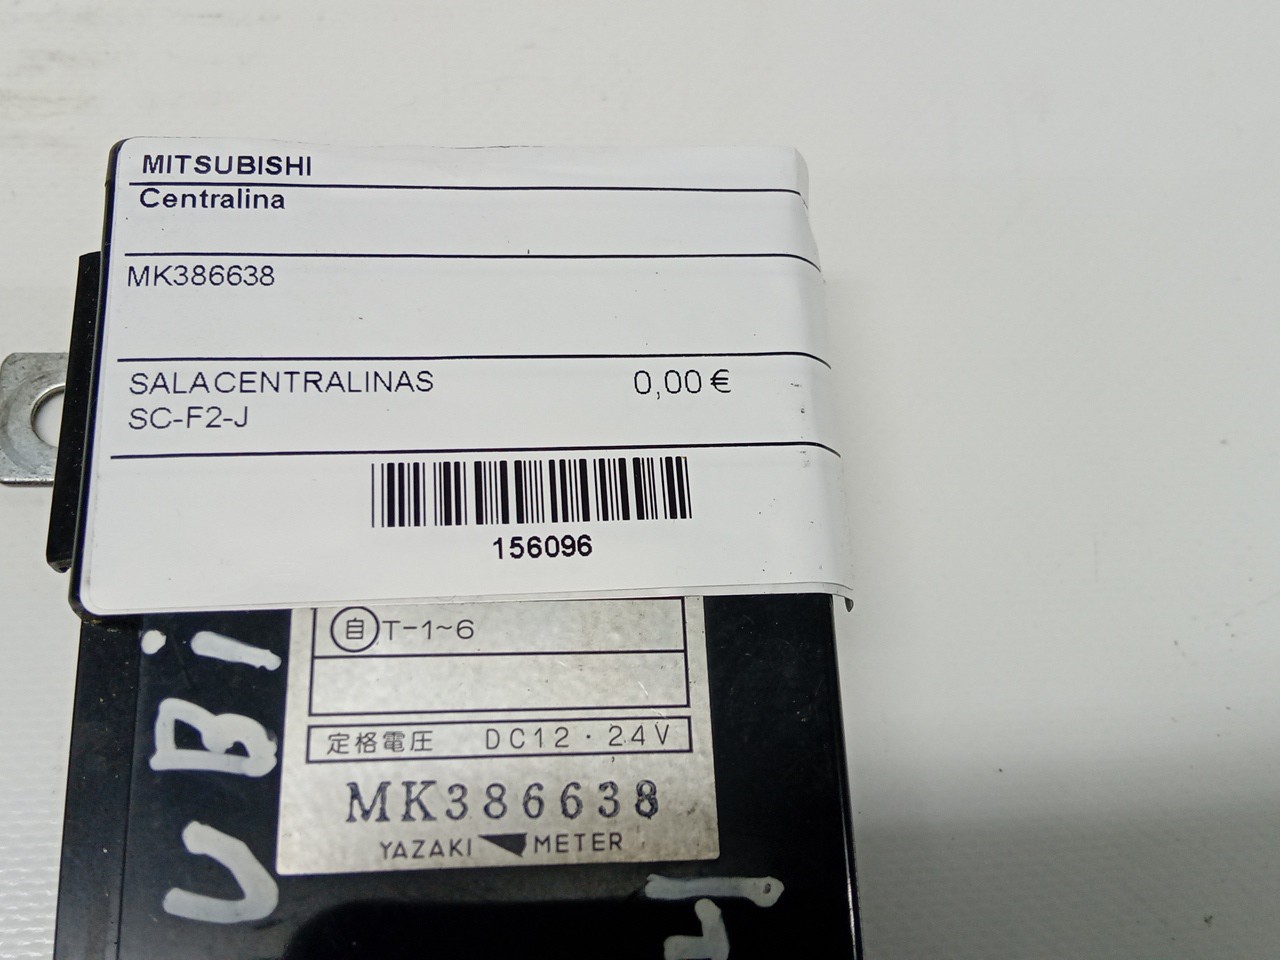 MITSUBISHI
Centralina
MK386638
SALACENTRALINAS 0,00 €
SC-F2-J
156096
自 T-1~6
定格電圧 DC12・24V
MK386638
YAZAKI METER
UBi